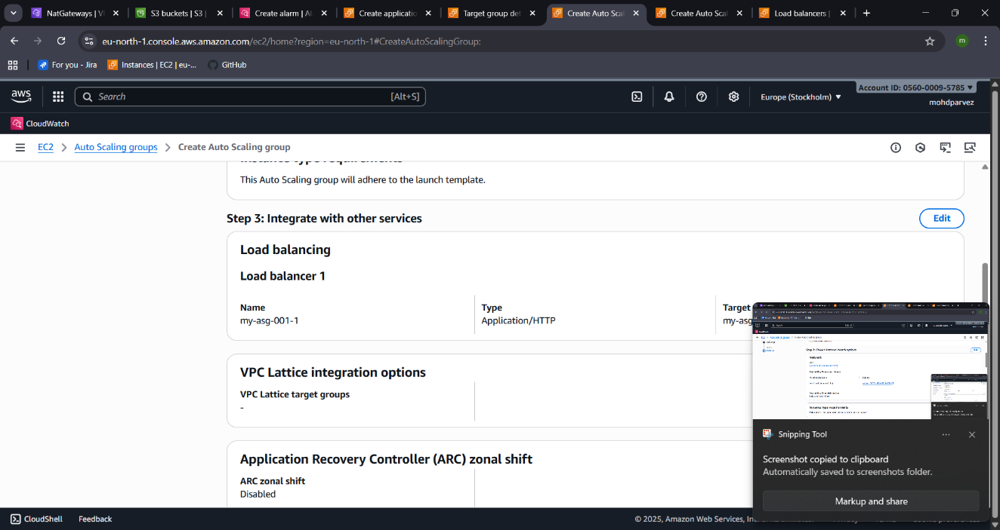 NatGateways | V
S3 buckets | S3 |
Create alarm | Al
Create applicatio
Target group det
Create Auto Scal
Create Auto Scal
Load balancers |
eu-north-1.console.aws.amazon.com/ec2/home?region=eu-north-1#CreateAutoScalingGroup:
m
For you - Jira
Instances | EC2 | eu-...
GitHub
aws
Search
[Alt+S]
Europe (Stockholm) ▼
Account ID: 0560-0009-5785 ▼
mohdparvez
CloudWatch
EC2 > Auto Scaling groups > Create Auto Scaling group
Instance type requirements
This Auto Scaling group will adhere to the launch template.
Step 3: Integrate with other services
Edit
Load balancing
Load balancer 1
Name
my-asg-001-1
Type
Application/HTTP
Target
my-asg
VPC Lattice integration options
VPC Lattice target groups
-
Application Recovery Controller (ARC) zonal shift
ARC zonal shift
Disabled
Snipping Tool
Screenshot copied to clipboard
Automatically saved to screenshots folder.
Markup and share
CloudShell
Feedback
© 2025, Amazon Web Services,